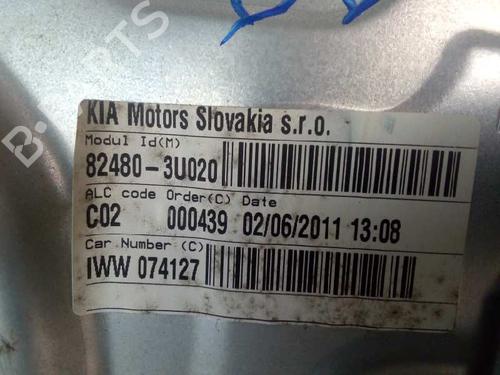 KIA Motors Slovakia s.r.o.
Modul Id(M)
82480-3U020
ALC code Order(C) Date
C02 000439 02/06/2011 13:08
Car Number (C)
IWW 074127